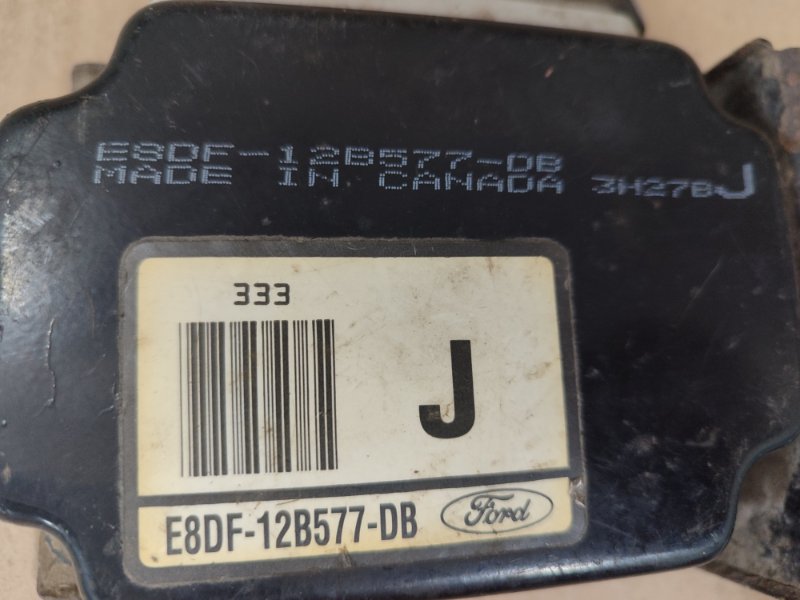 E8DF-12B577-DB
MADE IN CANADA 3H27B J
333
J
E8DF-12B577-DB Ford